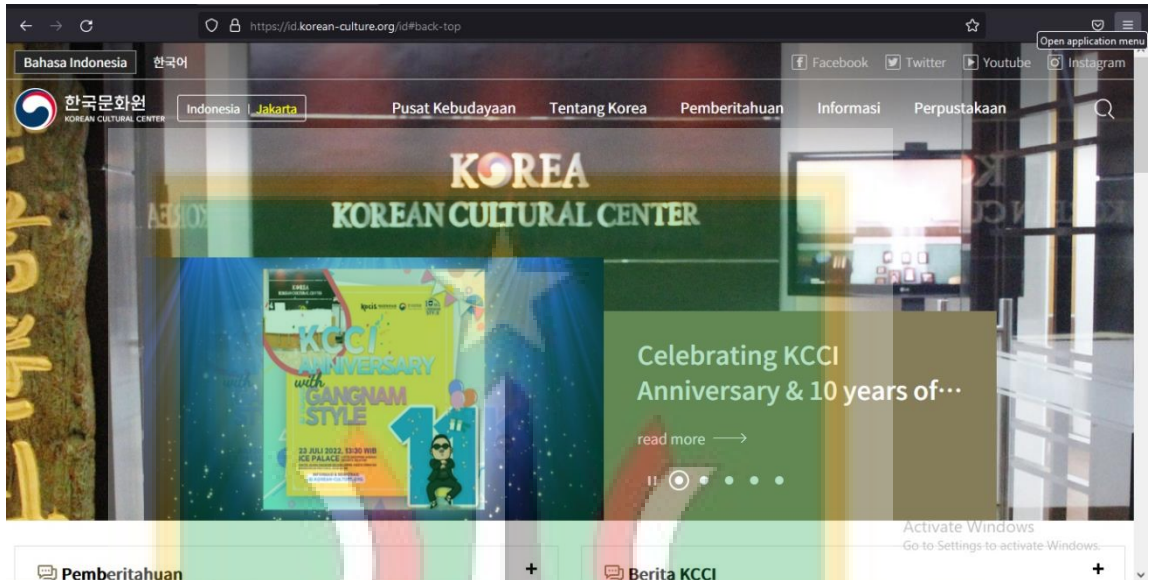 https://id.korean-culture.org/id#back-top
Open application menu
Bahasa Indonesia 한국어
Facebook Twitter Youtube Instagram
한국문화원
KOREAN CULTURAL CENTER
Indonesia | Jakarta
Pusat Kebudayaan Tentang Korea Pemberitahuan Informasi Perpustakaan
KOREA
KOREAN CULTURAL CENTER
KCCI
ANNIVERSARY
with
GANGNAM
STYLE
11
23 JULI 2022, 13:30 WIB
ICE PALACE
Celebrating KCCI
Anniversary & 10 years of…
read more
Activate Windows
Go to Settings to activate Windows.
Pemberitahuan +
Berita KCCI +